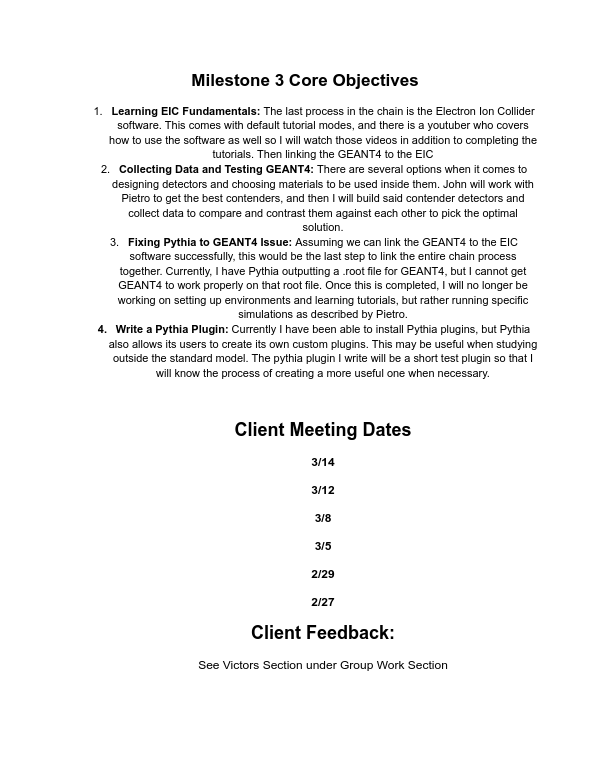 Milestone 3 Core Objectives
1. Learning EIC Fundamentals: The last process in the chain is the Electron Ion Collider
software. This comes with default tutorial modes, and there is a youtuber who covers
how to use the software as well so I will watch those videos in addition to completing the
tutorials. Then linking the GEANT4 to the EIC
2. Collecting Data and Testing GEANT4: There are several options when it comes to
designing detectors and choosing materials to be used inside them. John will work with
Pietro to get the best contenders, and then I will build said contender detectors and
collect data to compare and contrast them against each other to pick the optimal
solution.
3. Fixing Pythia to GEANT4 Issue: Assuming we can link the GEANT4 to the EIC
software successfully, this would be the last step to link the entire chain process
together. Currently, I have Pythia outputting a .root file for GEANT4, but I cannot get
GEANT4 to work properly on that root file. Once this is completed, I will no longer be
working on setting up environments and learning tutorials, but rather running specific
simulations as described by Pietro.
4. Write a Pythia Plugin: Currently I have been able to install Pythia plugins, but Pythia
also allows its users to create its own custom plugins. This may be useful when studying
outside the standard model. The pythia plugin I write will be a short test plugin so that I
will know the process of creating a more useful one when necessary.
Client Meeting Dates
3/14
3/12
3/8
3/5
2/29
2/27
Client Feedback:
See Victors Section under Group Work Section